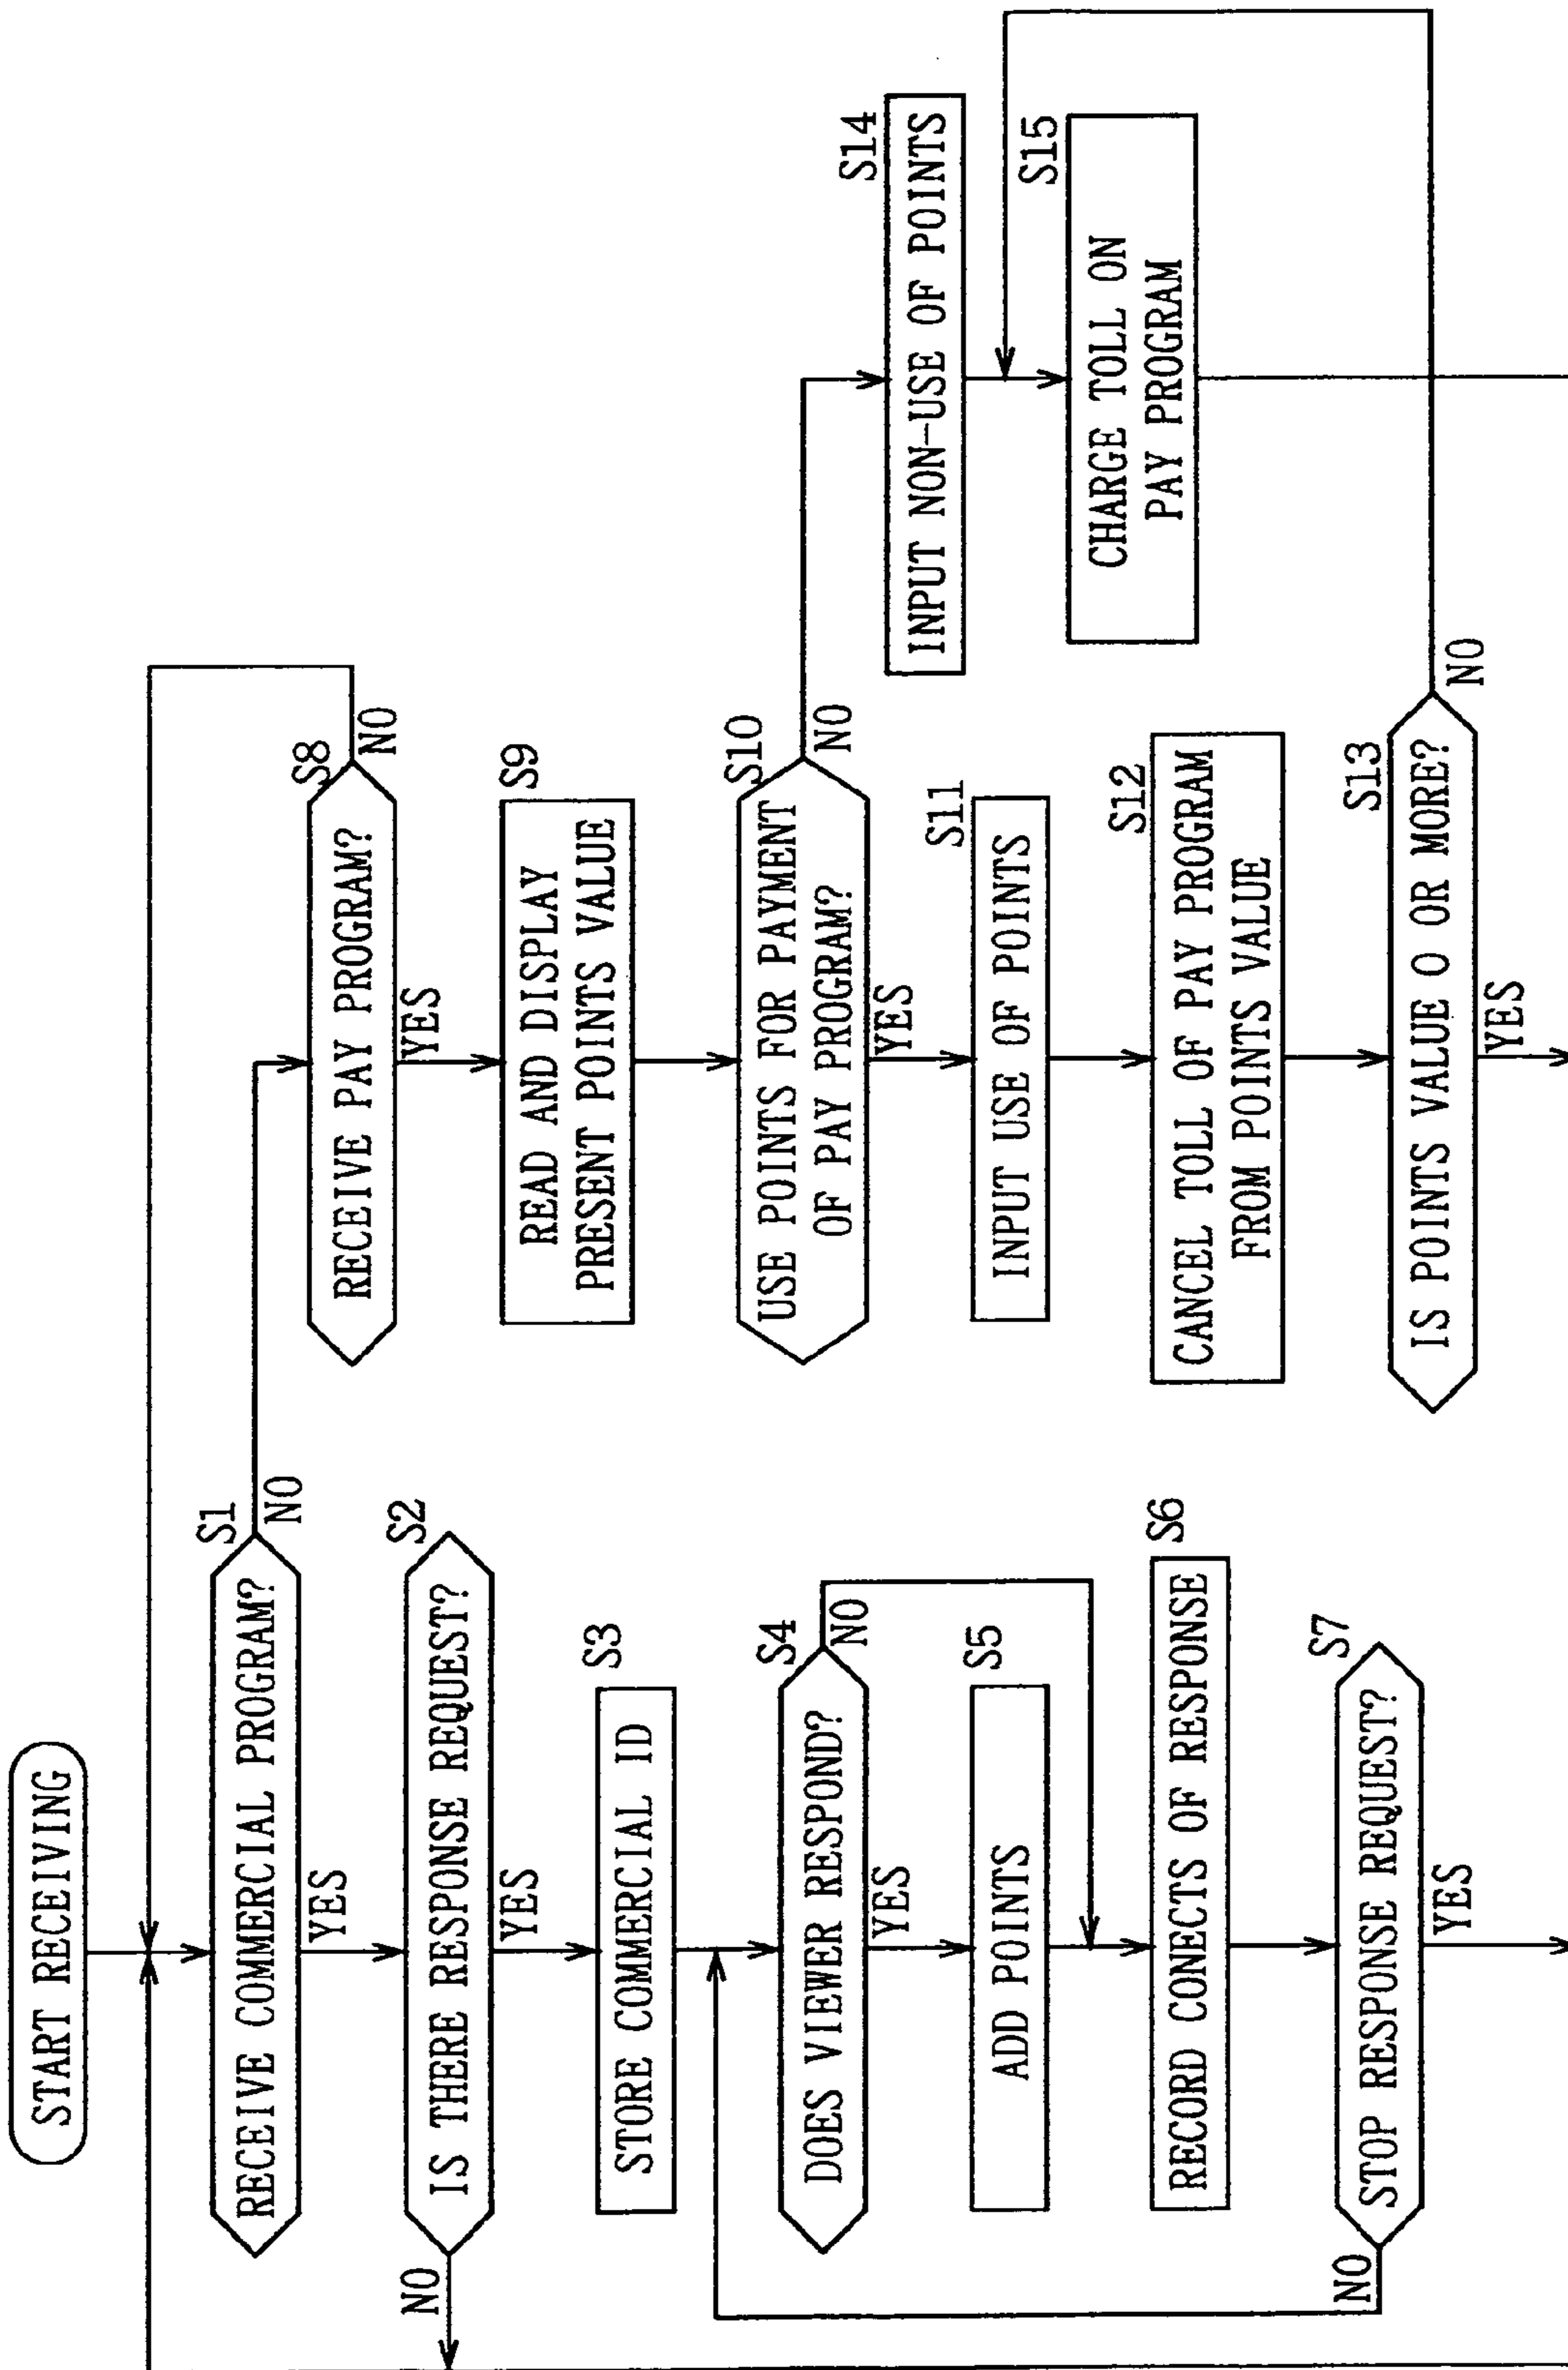 START RECEIVING
S1
RECEIVE COMMERCIAL PROGRAM?
NO
YES
S2
IS THERE RESPONSE REQUEST?
NO
YES
S3
STORE COMMERCIAL ID
S4
DOES VIEWER RESPOND?
NO
YES
S5
ADD POINTS
S6
RECORD CONECTS OF RESPONSE
S7
STOP RESPONSE REQUEST?
NO
YES
S8
RECEIVE PAY PROGRAM?
NO
YES
S9
READ AND DISPLAY
PRESENT POINTS VALUE
S10
USE POINTS FOR PAYMENT
OF PAY PROGRAM?
NO
YES
S11
INPUT USE OF POINTS
S12
CANCEL TOLL OF PAY PROGRAM
FROM POINTS VALUE
S13
IS POINTS VALUE 0 OR MORE?
NO
YES
S14
INPUT NON-USE OF POINTS
S15
CHARGE TOLL ON
PAY PROGRAM